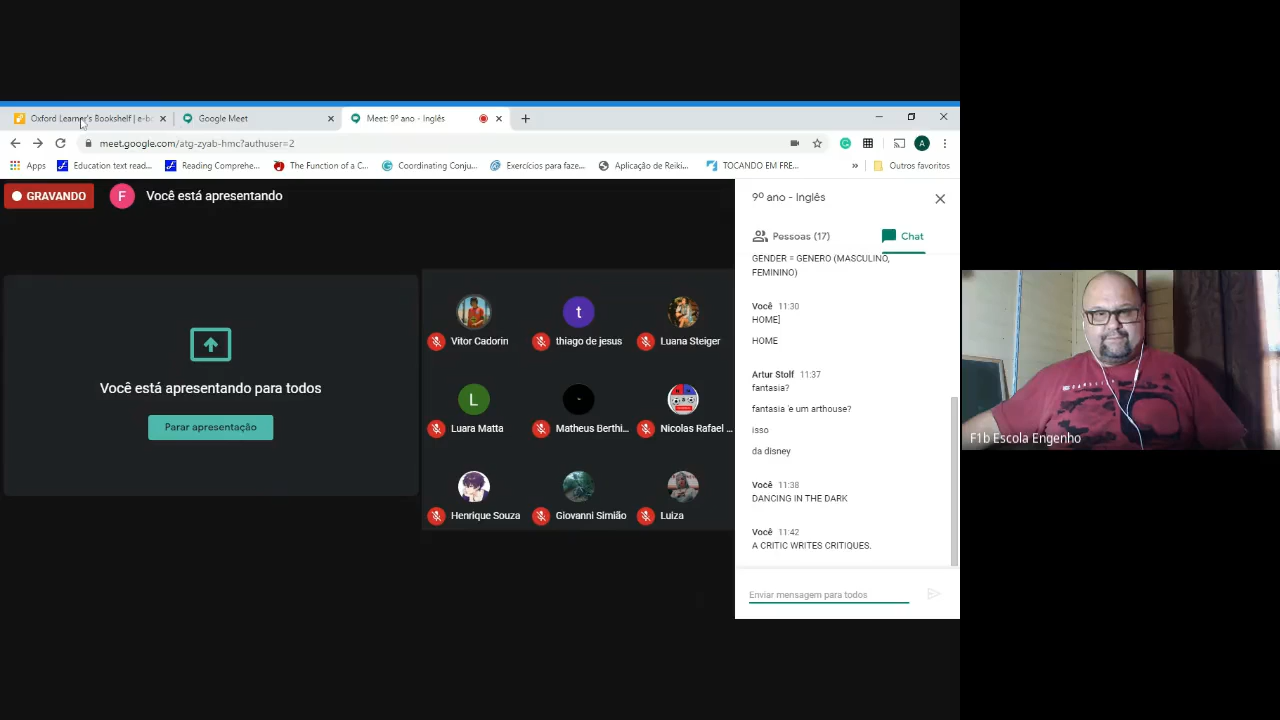 Oxford Learner's Bookshelf | e-b
Google Meet
Meet: 9º ano - Inglês
meet.google.com/atg-zyab-hmc?authuser=2
Apps
Education text read...
Reading Comprehe...
The Function of a C...
Coordinating Conju...
Exercícios para faze...
Aplicação de Reiki...
TOCANDO EM FRE...
»
Outros favoritos
A
GRAVANDO
F
Você está apresentando
Você está apresentando para todos
Parar apresentação
Vitor Cadorin
t
thiago de jesus
Luana Steiger
L
Luara Matta
-
Matheus Berthi...
Nicolas Rafael ...
Henrique Souza
Giovanni Simião
Luiza
9º ano - Inglês
Pessoas (17)
Chat
GENDER = GENERO (MASCULINO,
FEMININO)
Você 11:30
HOME]
HOME
Artur Stolf 11:37
fantasia?
fantasia 'e um arthouse?
isso
da disney
Você 11:38
DANCING IN THE DARK
Você 11:42
A CRITIC WRITES CRITIQUES.
Enviar mensagem para todos
F1b Escola Engenho